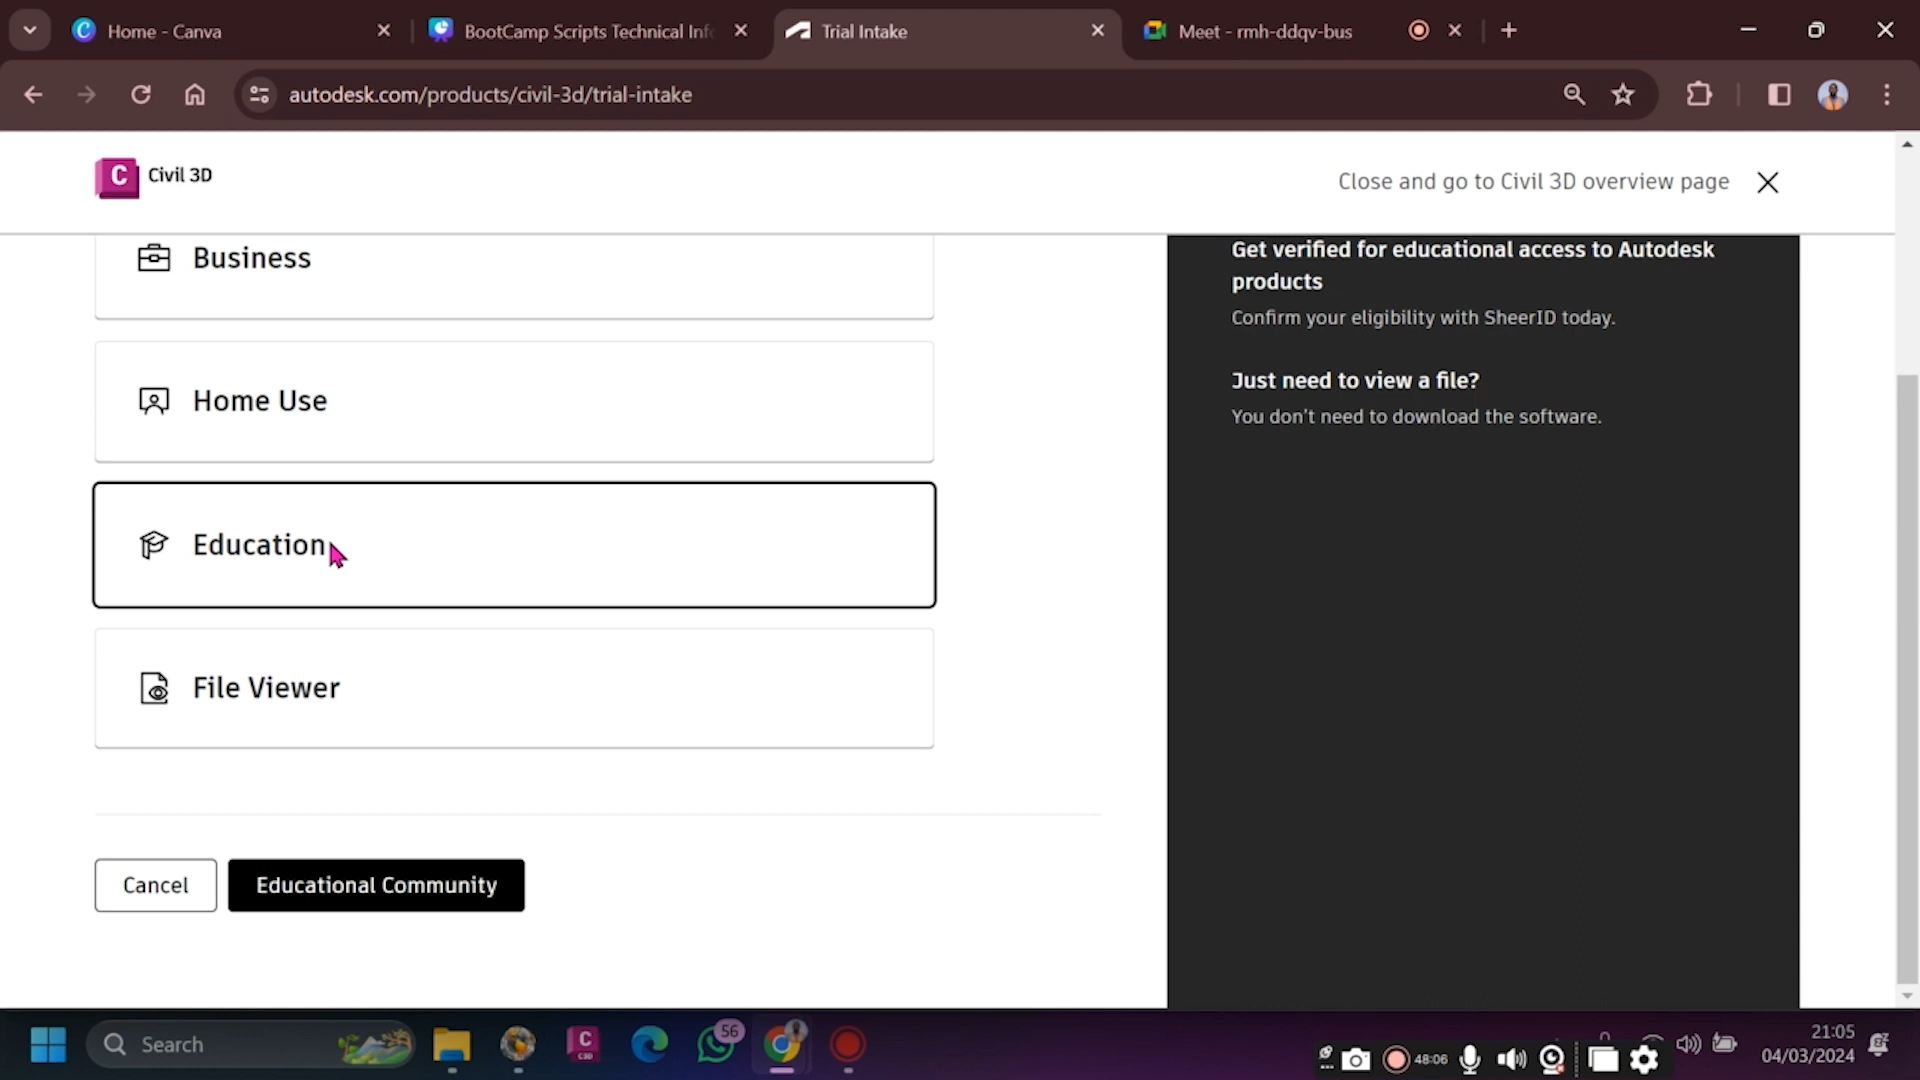 Home - Canva
BootCamp Scripts Technical Inf
Trial Intake
Meet - rmh-ddqv-bus
autodesk.com/products/civil-3d/trial-intake
C
Civil 3D
Close and go to Civil 3D overview page
Business
Home Use
Education
File Viewer
Cancel
Educational Community
Get verified for educational access to Autodesk
products
Confirm your eligibility with SheerID today.
Just need to view a file?
You don't need to download the software.
Search
C
C3D
56
48:06
21:05
04/03/2024